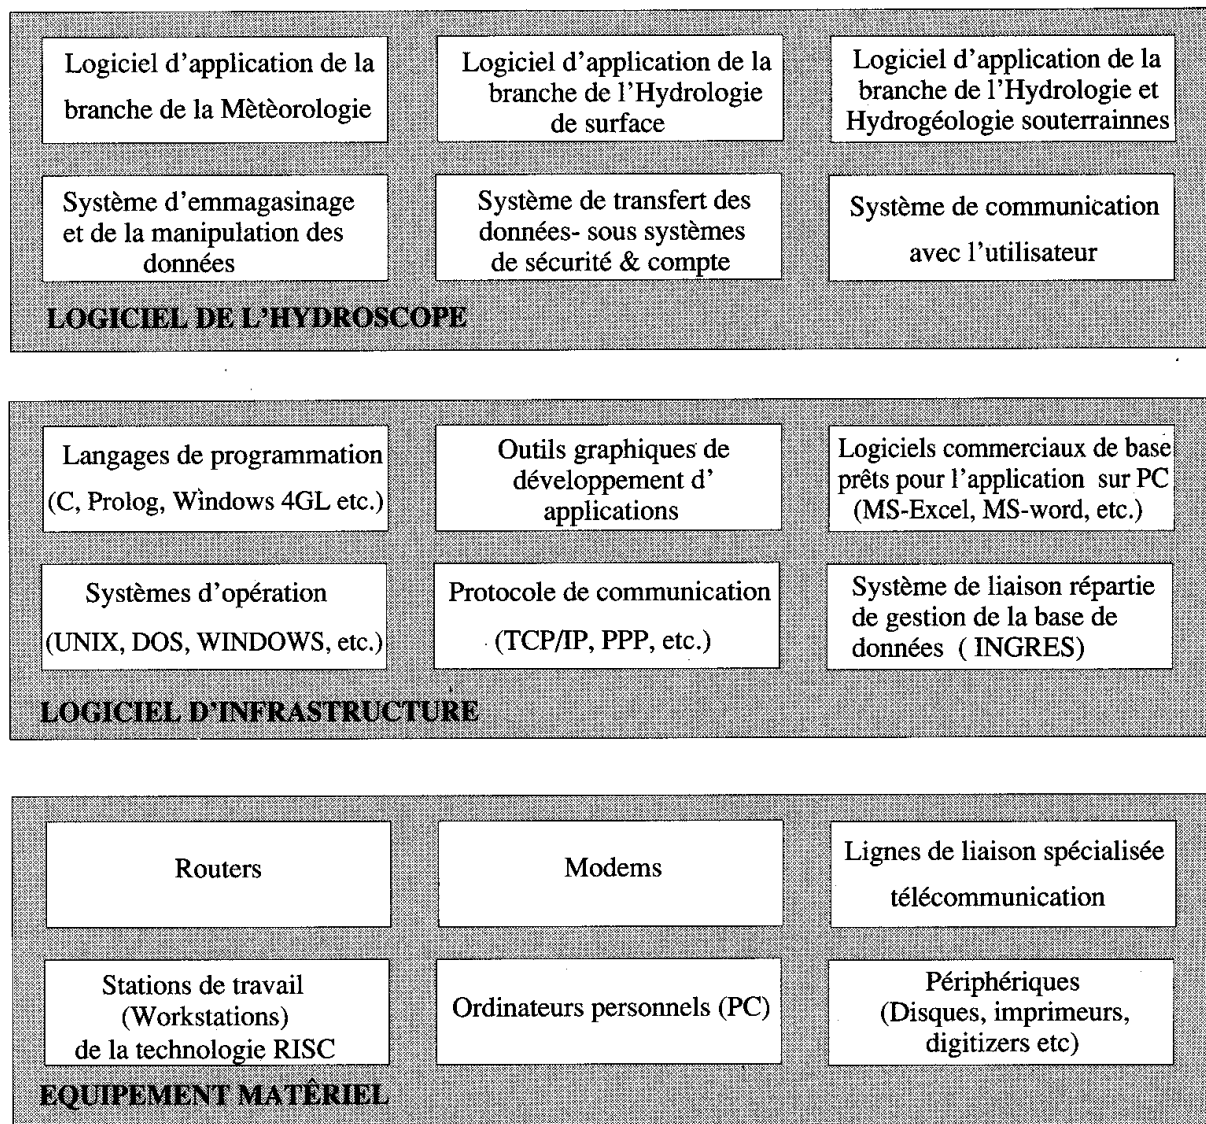 Logiciel d'application de la
branche de la Mètèorologie
Logiciel d'application de la
branche de l'Hydrologie
de surface
Logiciel d'application de la
branche de l'Hydrologie et
Hydrogéologie souterrainnes
Système d'emmagasinage
et de la manipulation des
données
Système de transfert des
données- sous systèmes
de sécurité & compte
Système de communication
avec l'utilisateur
LOGICIEL DE L'HYDROSCOPE
Langages de programmation
(C, Prolog, Windows 4GL etc.)
Outils graphiques de
développement d'
applications
Logiciels commerciaux de base
prêts pour l'application sur PC
(MS-Excel, MS-word, etc.)
Systèmes d'opération
(UNIX, DOS, WINDOWS, etc.)
Protocole de communication
(TCP/IP, PPP, etc.)
Système de liaison répartie
de gestion de la base de
données ( INGRES)
LOGICIEL D'INFRASTRUCTURE
Routers
Modems
Lignes de liaison spécialisée
télécommunication
Stations de travail
(Workstations)
de la technologie RISC
Ordinateurs personnels (PC)
Périphériques
(Disques, imprimeurs,
digitizers etc)
EQUIPEMENT MATÊRIEL